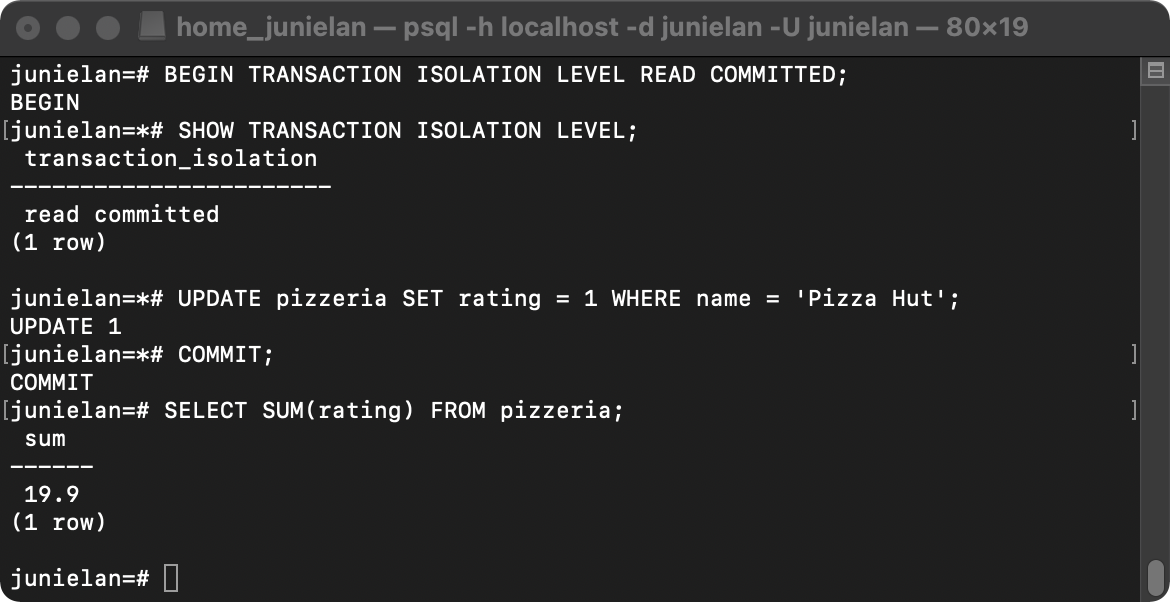 home_junielan — psql -h localhost -d junielan -U junielan — 80×19
junielan=# BEGIN TRANSACTION ISOLATION LEVEL READ COMMITTED;
BEGIN
[junielan=*# SHOW TRANSACTION ISOLATION LEVEL; ]
transaction_isolation
-----------------------
read committed
(1 row)
junielan=*# UPDATE pizzeria SET rating = 1 WHERE name = 'Pizza Hut';
UPDATE 1
[junielan=*# COMMIT; ]
COMMIT
[junielan=# SELECT SUM(rating) FROM pizzeria; ]
sum
------
19.9
(1 row)
junielan=#